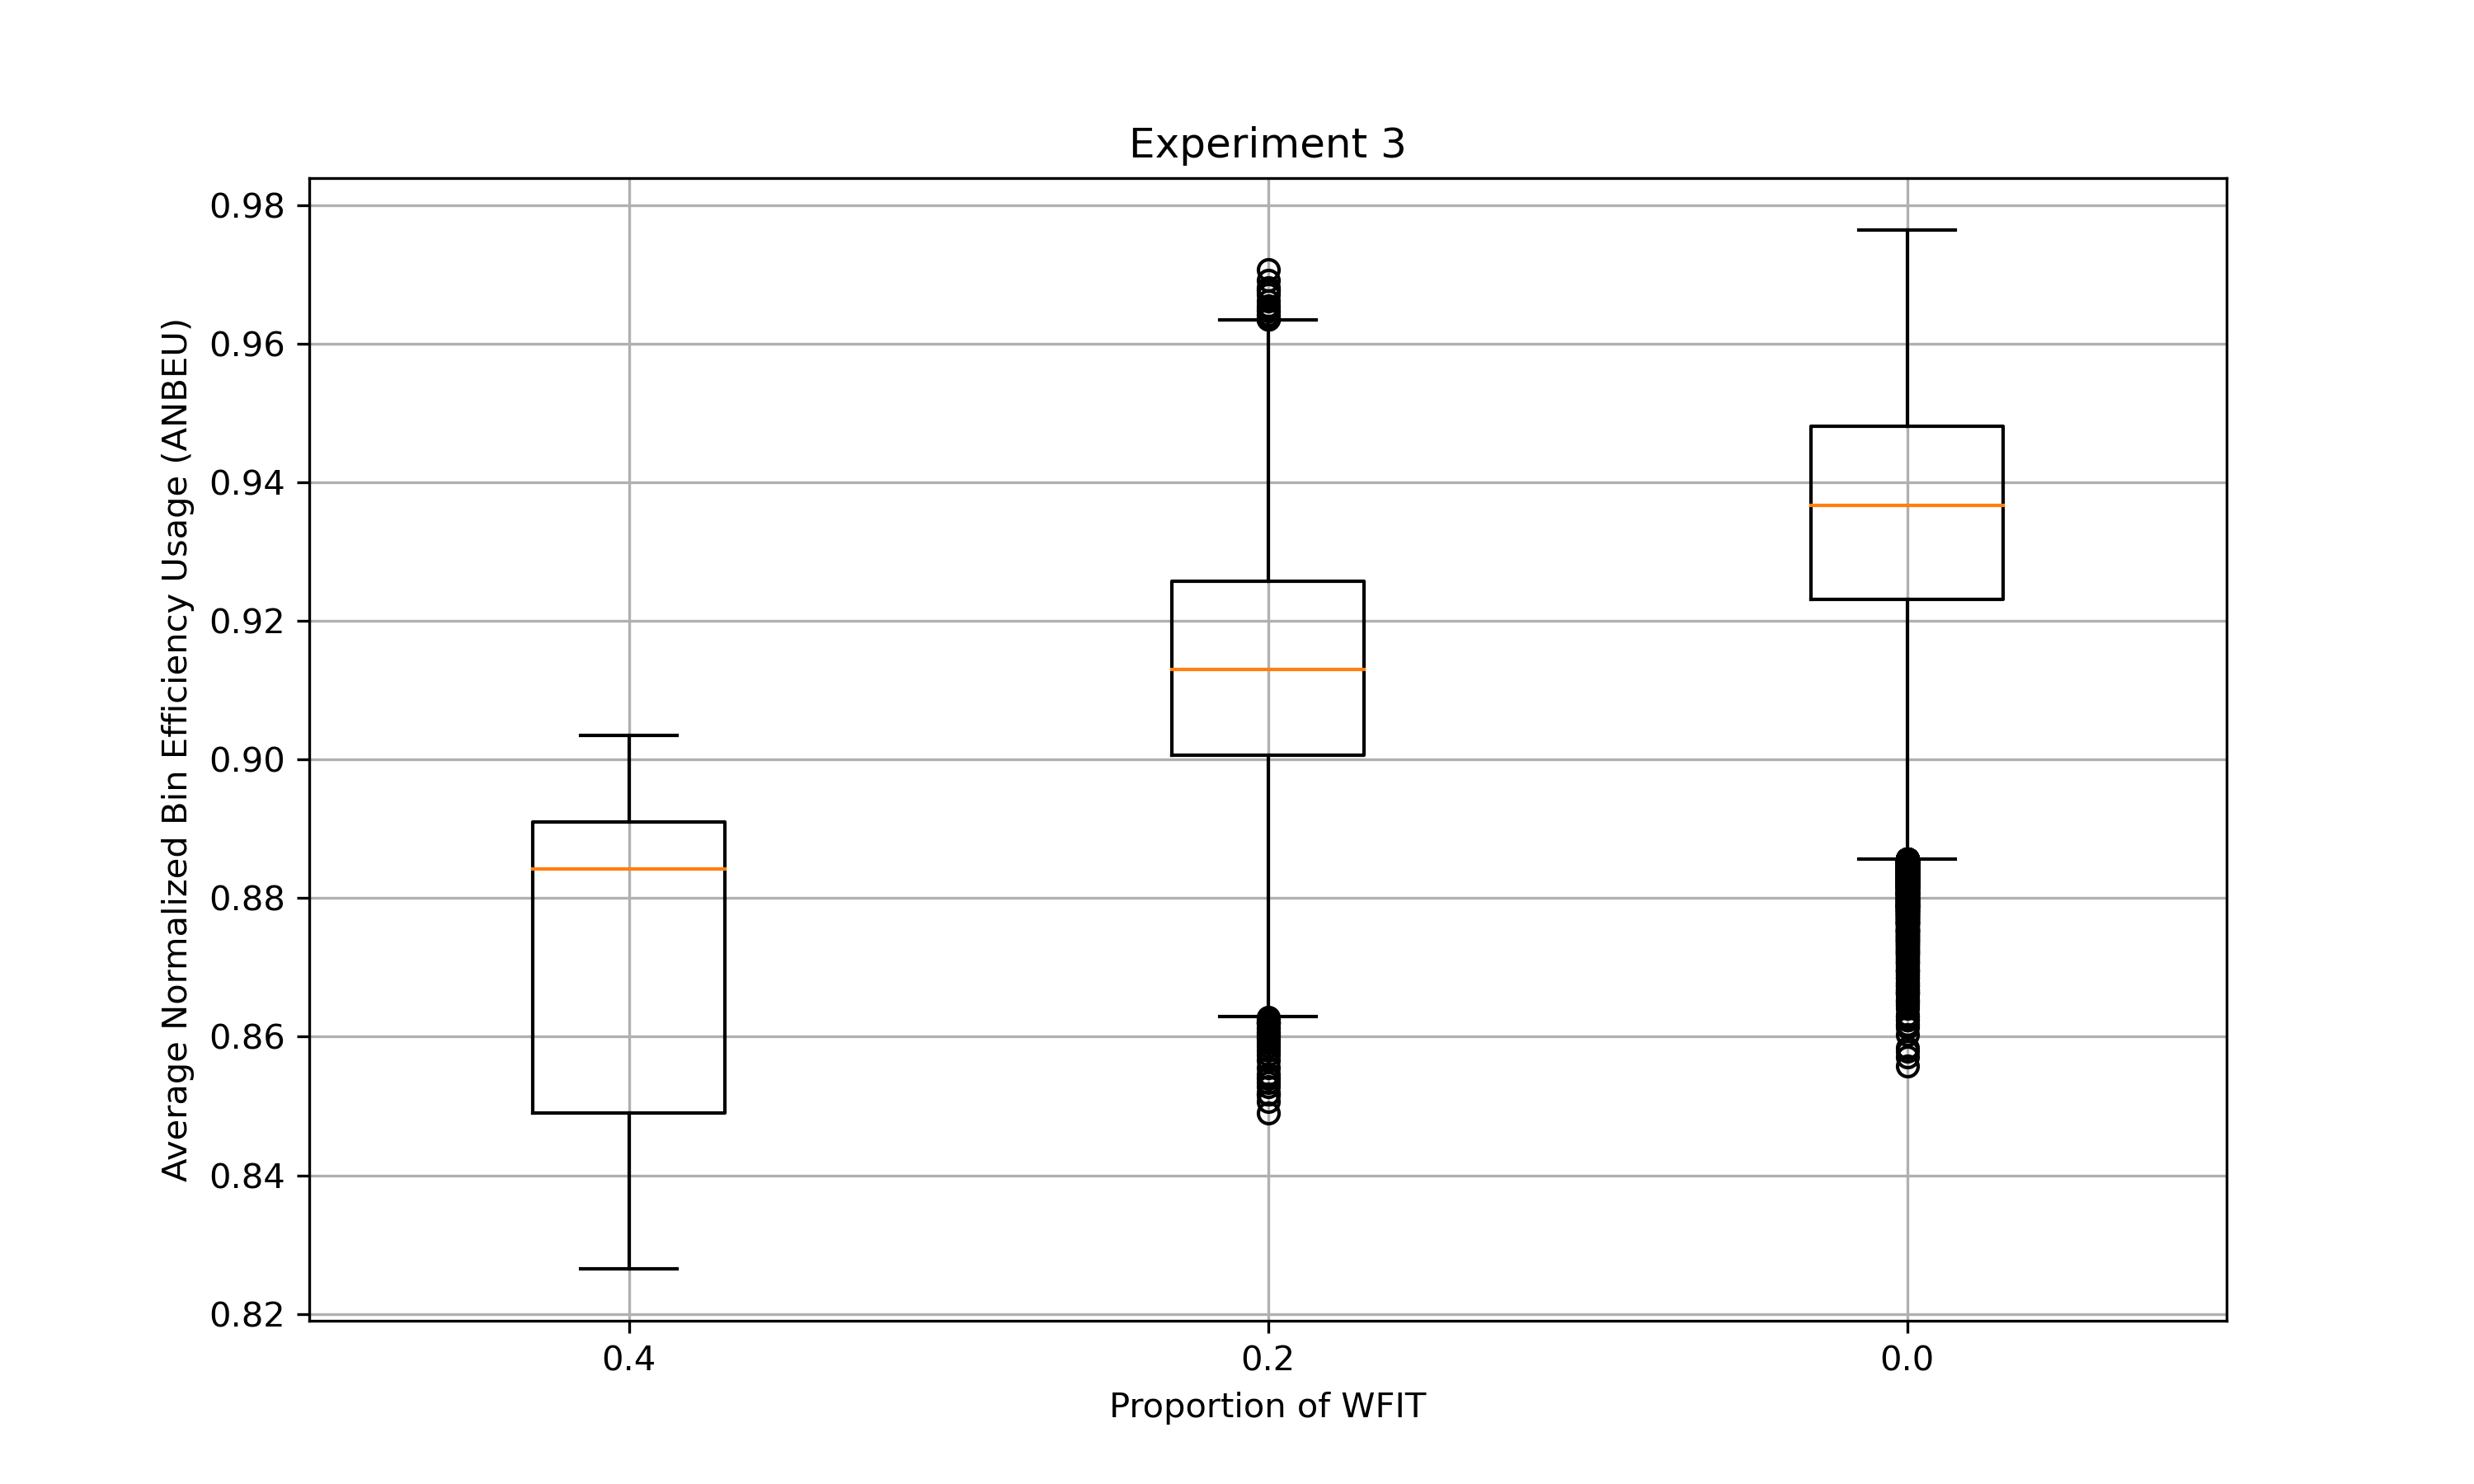 Experiment 3
Average Normalized Bin Efficiency Usage (ANBEU)
0.98
0.96
0.94
0.92
0.90
0.88
0.86
0.84
0.82
0.4 0.2 0.0
Proportion of WFIT